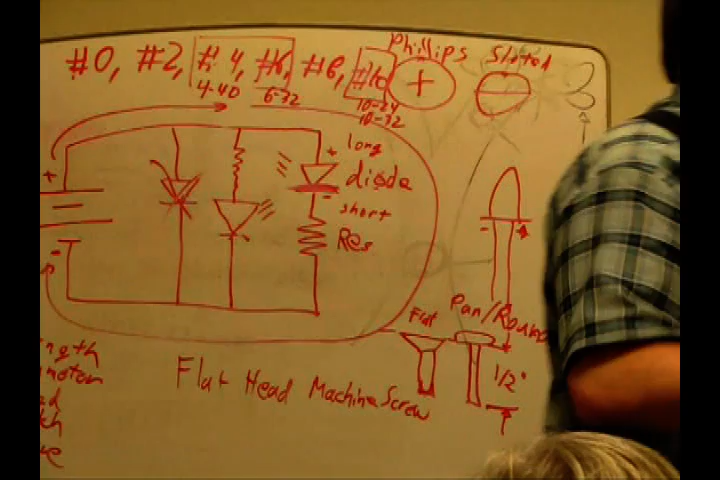 #0, #2, #4, #6, #8, #10
Phillips
Slotted
4-40
6-32
10-24
10-32
+ long
diode
- short
Res
+
-
- +
Flat
Pan/Round
1/2"
Flat Head Machine Screw